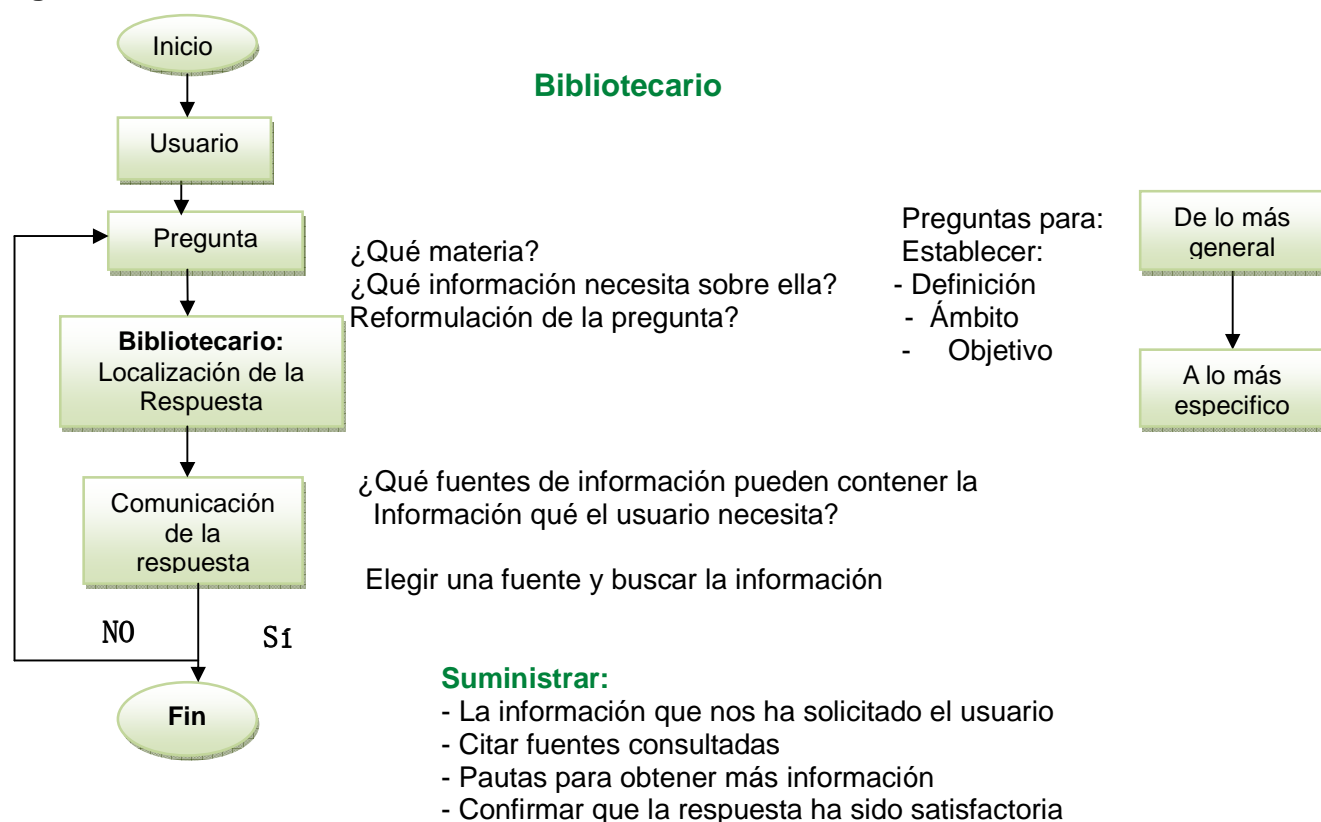 Inicio
Bibliotecario
Usuario
Pregunta
¿Qué materia?
¿Qué información necesita sobre ella?
Reformulación de la pregunta?
Preguntas para:
Establecer:
- Definición
- Ámbito
- Objetivo
De lo más
general
A lo más
especifico
Bibliotecario:
Localización de la
Respuesta
Comunicación
de la
respuesta
¿Qué fuentes de información pueden contener la
Información qué el usuario necesita?
Elegir una fuente y buscar la información
NO
Sí
Fin
Suministrar:
- La información que nos ha solicitado el usuario
- Citar fuentes consultadas
- Pautas para obtener más información
- Confirmar que la respuesta ha sido satisfactoria